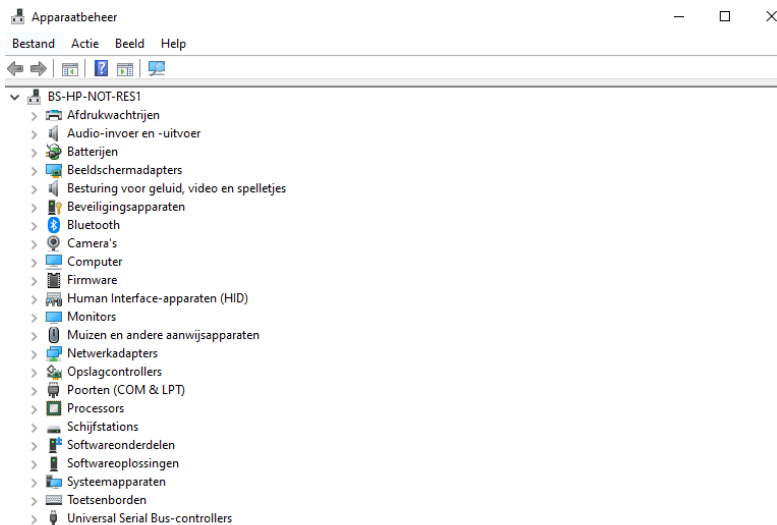 Apparaatbeheer
Bestand Actie Beeld Help
BS-HP-NOT-RES1
Afdrukwachtrijen
Audio-invoer en -uitvoer
Batterijen
Beeldschermadapters
Besturing voor geluid, video en spelletjes
Beveiligingsapparaten
Bluetooth
Camera's
Computer
Firmware
Human Interface-apparaten (HID)
Monitors
Muizen en andere aanwijsapparaten
Netwerkadapters
Opslagcontrollers
Poorten (COM & LPT)
Processors
Schijfstations
Softwareonderdelen
Softwareoplossingen
Systeemapparaten
Toetsenborden
Universal Serial Bus-controllers